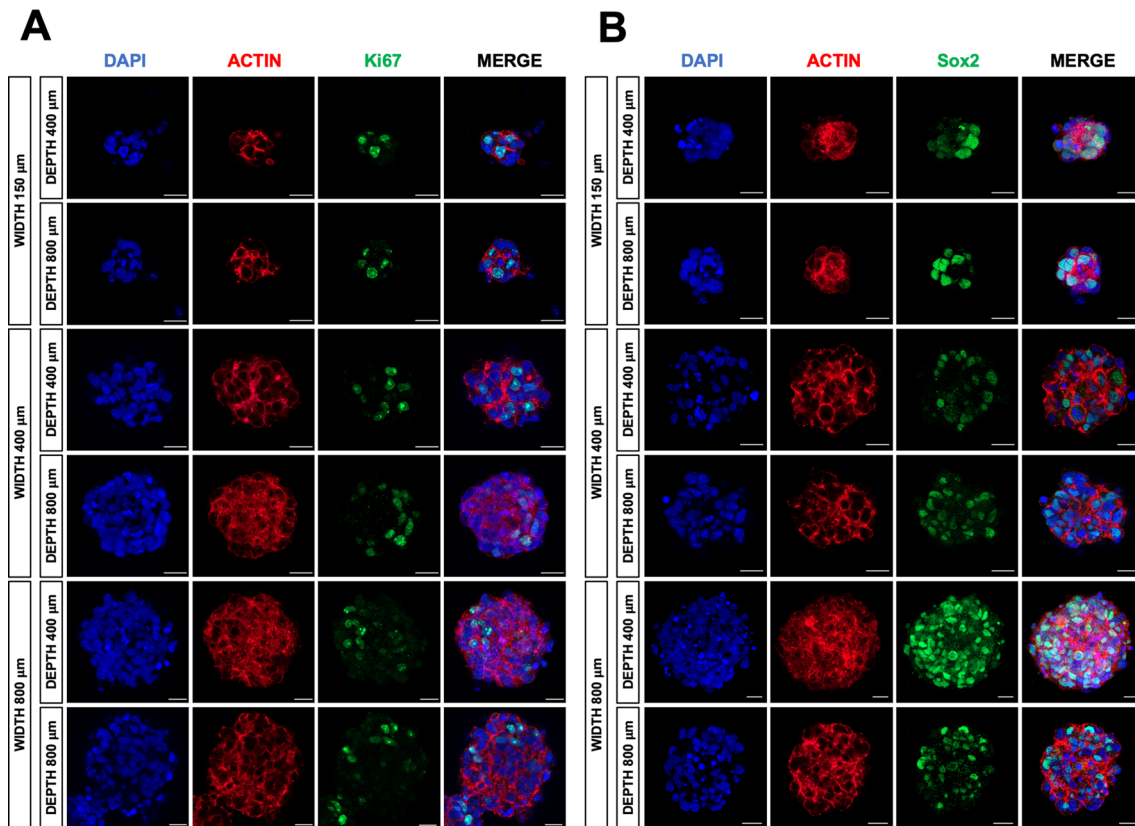 A
DAPI ACTIN Ki67 MERGE
WIDTH 150 µm
DEPTH 400 µm
DEPTH 800 µm
WIDTH 400 µm
DEPTH 400 µm
DEPTH 800 µm
WIDTH 800 µm
DEPTH 400 µm
DEPTH 800 µm
B
DAPI ACTIN Sox2 MERGE
WIDTH 150 µm
DEPTH 400 µm
DEPTH 800 µm
WIDTH 400 µm
DEPTH 400 µm
DEPTH 800 µm
WIDTH 800 µm
DEPTH 400 µm
DEPTH 800 µm